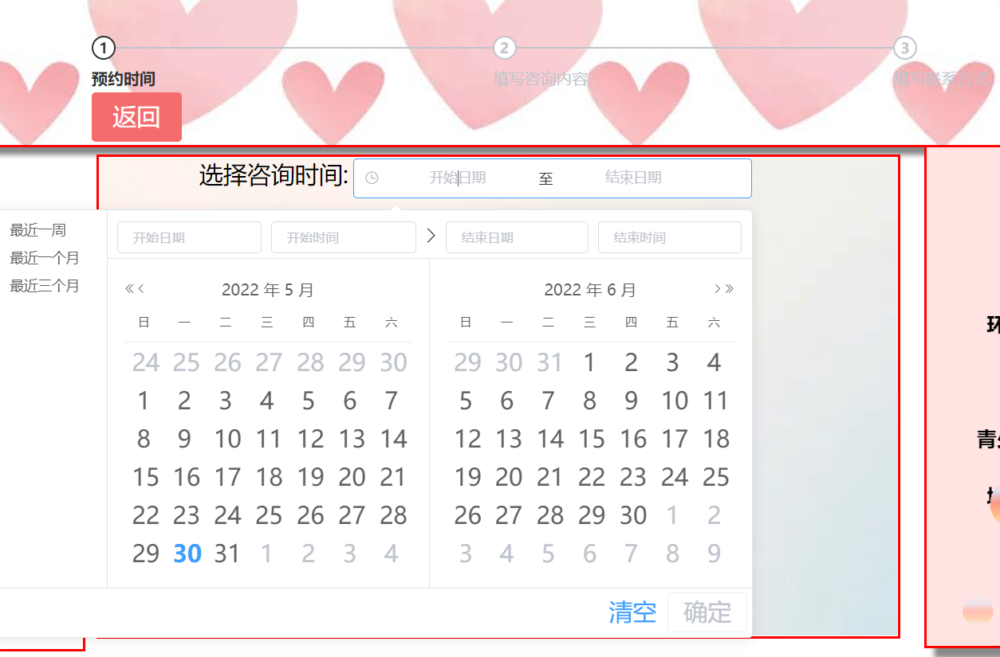 1 2 3
预约时间 填写咨询内容 填写联系方式
返回
选择咨询时间: 开始日期 至 结束日期
最近一周
最近一个月
最近三个月
开始日期 开始时间 结束日期 结束时间
2022 年 5 月
日 一 二 三 四 五 六
24 25 26 27 28 29 30
1 2 3 4 5 6 7
8 9 10 11 12 13 14
15 16 17 18 19 20 21
22 23 24 25 26 27 28
29 30 31 1 2 3 4
2022 年 6 月
日 一 二 三 四 五 六
29 30 31 1 2 3 4
5 6 7 8 9 10 11
12 13 14 15 16 17 18
19 20 21 22 23 24 25
26 27 28 29 30 1 2
3 4 5 6 7 8 9
清空 确定
青